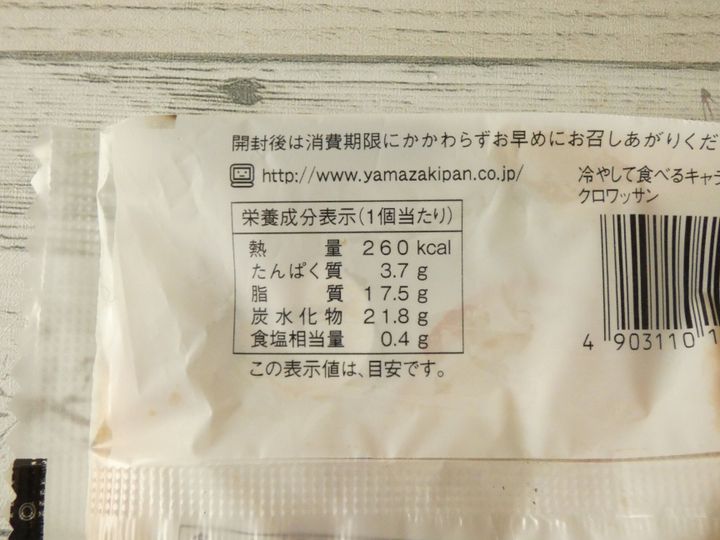 開封後は消費期限にかかわらずお早めにお召しあがりくだ
http://www.yamazakipan.co.jp/
冷やして食べるキャラ
クロワッサン
栄養成分表示(1個当たり)
熱量 260 kcal
たんぱく質 3.7 g
脂質 17.5 g
炭水化物 21.8 g
食塩相当量 0.4 g
この表示値は、目安です。
4 903110 1